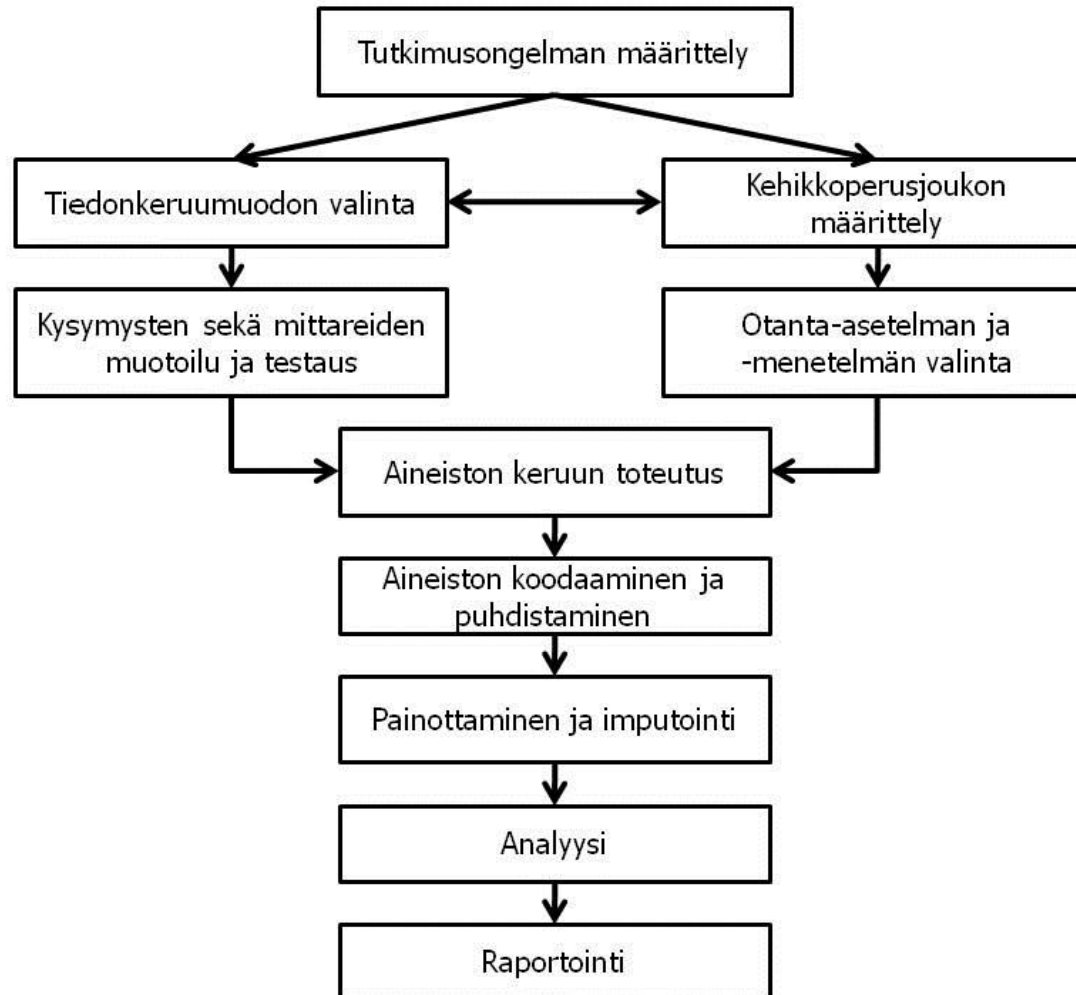 Tutkimusongelman määrittely
Tiedonkeruumuodon valinta
Kehikkoperusjoukon
määrittely
Kysymysten sekä mittareiden
muotoilu ja testaus
Otanta-asetelman ja
-menetelmän valinta
Aineiston keruun toteutus
Aineiston koodaaminen ja
puhdistaminen
Painottaminen ja imputointi
Analyysi
Raportointi